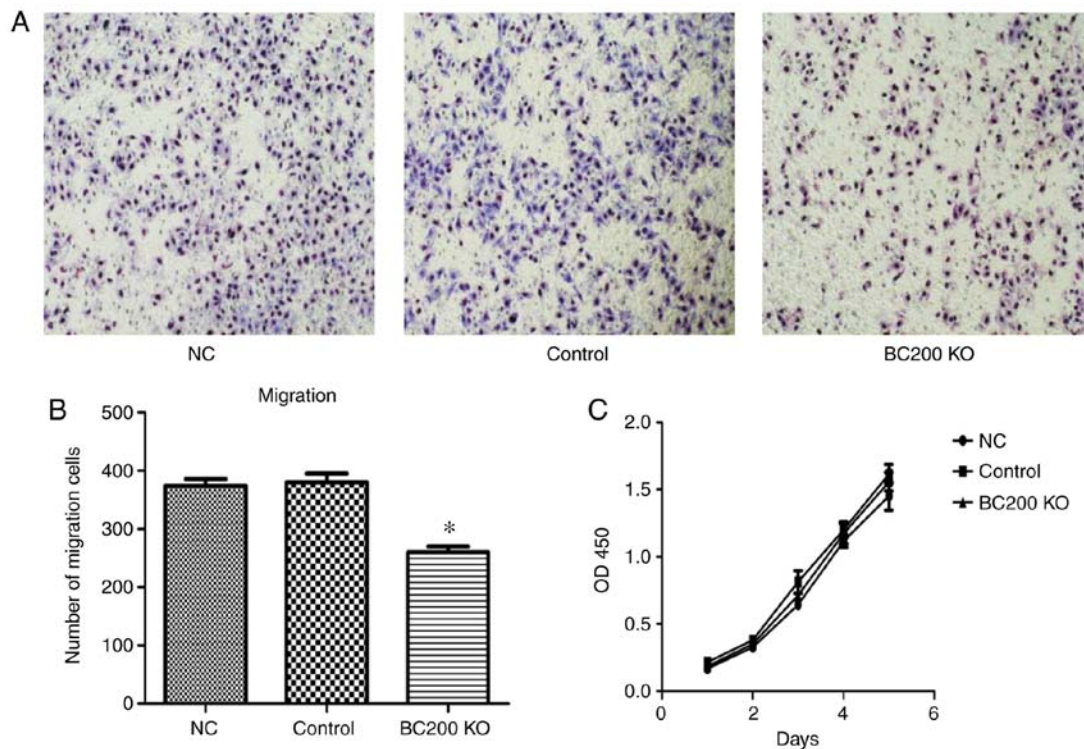 A
NC
Control
BC200 KO
B
Migration
Number of migration cells
500
400
300
200
100
0
*
NC
Control
BC200 KO
C
OD 450
2.0
1.5
1.0
0.5
0.0
0
2
4
6
Days
NC
Control
BC200 KO